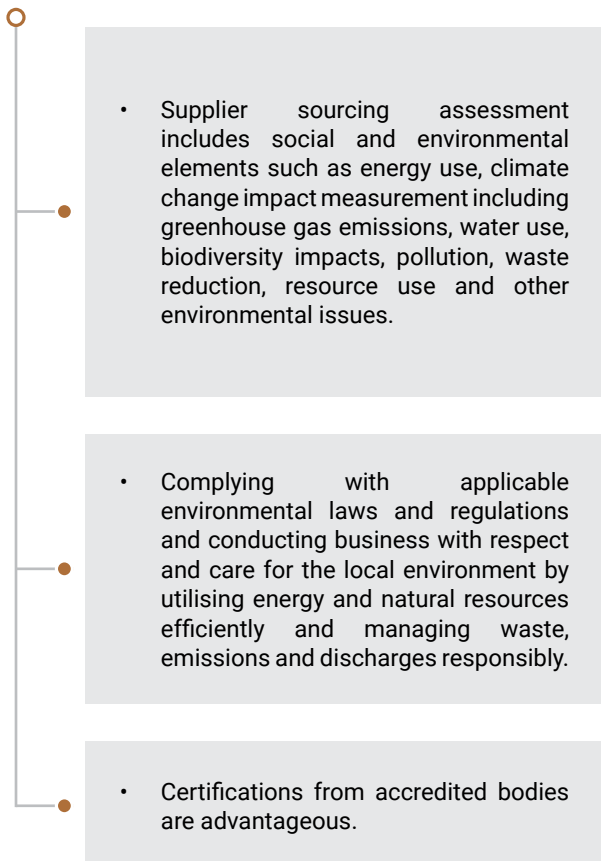 • Supplier sourcing assessment
includes social and environmental
elements such as energy use, climate
change impact measurement including
greenhouse gas emissions, water use,
biodiversity impacts, pollution, waste
reduction, resource use and other
environmental issues.
• Complying with applicable
environmental laws and regulations
and conducting business with respect
and care for the local environment by
utilising energy and natural resources
efficiently and managing waste,
emissions and discharges responsibly.
• Certifications from accredited bodies
are advantageous.